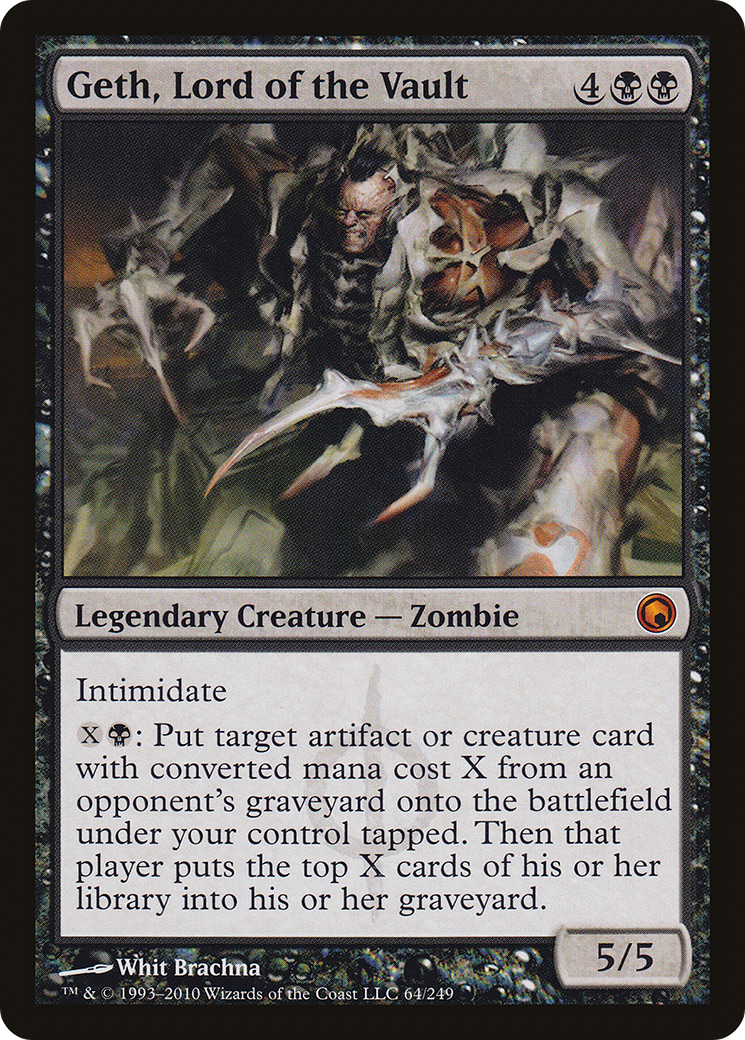 Geth, Lord of the Vault 4
Legendary Creature — Zombie
Intimidate
X: Put target artifact or creature card
with converted mana cost X from an
opponent's graveyard onto the battlefield
under your control tapped. Then that
player puts the top X cards of his or her
library into his or her graveyard.
5/5
Whit Brachna
™ & © 1993–2010 Wizards of the Coast LLC 64/249